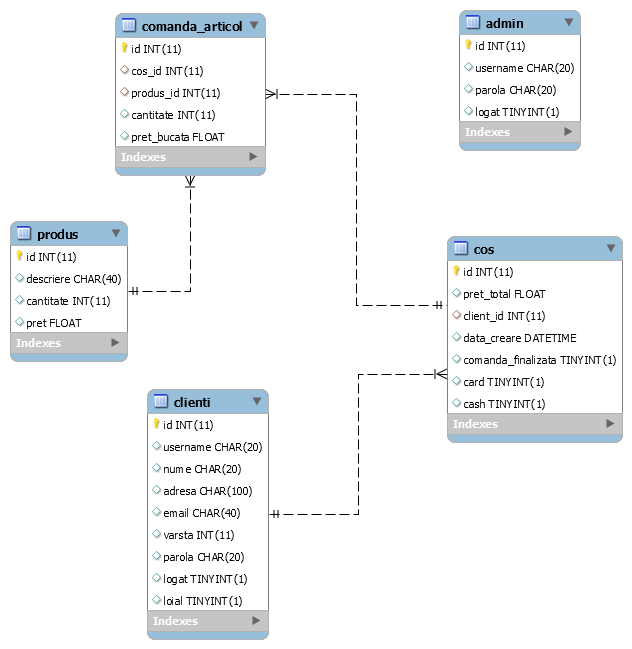 comanda_articol
id INT(11)
cos_id INT(11)
produs_id INT(11)
cantitate INT(11)
pret_bucata FLOAT
Indexes
admin
id INT(11)
username CHAR(20)
parola CHAR(20)
logat TINYINT(1)
Indexes
produs
id INT(11)
descriere CHAR(40)
cantitate INT(11)
pret FLOAT
Indexes
cos
id INT(11)
pret_total FLOAT
client_id INT(11)
data_creare DATETIME
comanda_finalizata TINYINT(1)
card TINYINT(1)
cash TINYINT(1)
Indexes
clienti
id INT(11)
username CHAR(20)
nume CHAR(20)
adresa CHAR(100)
email CHAR(40)
varsta INT(11)
parola CHAR(20)
logat TINYINT(1)
loial TINYINT(1)
Indexes